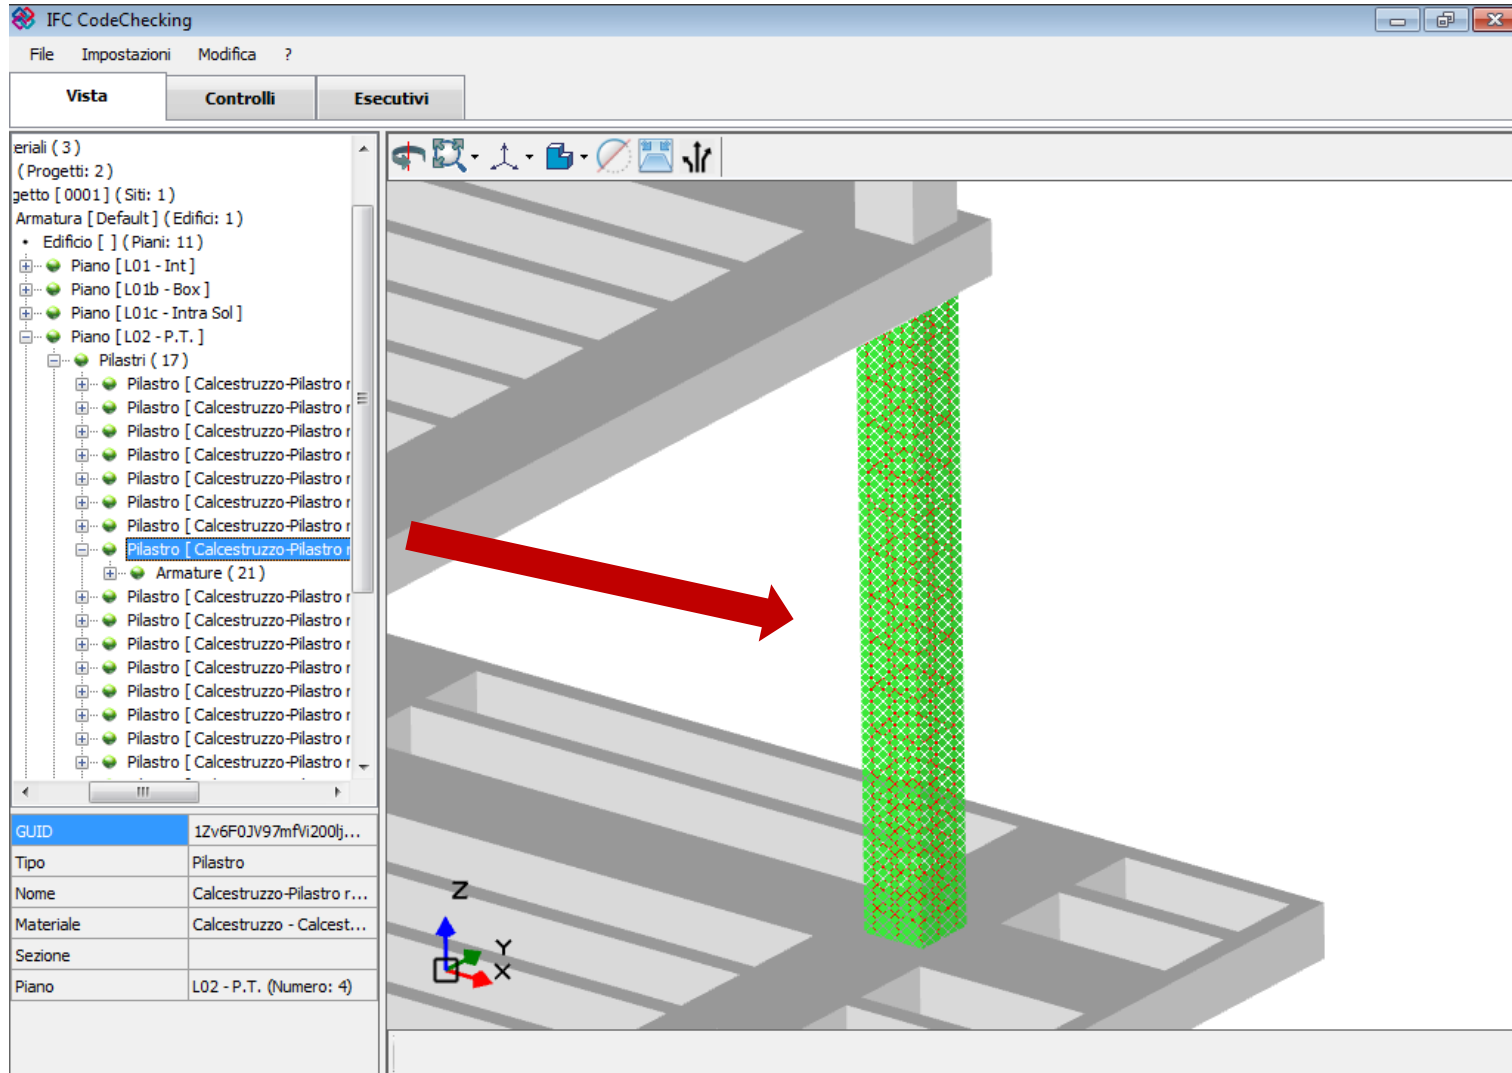 IFC CodeChecking
File Impostazioni Modifica ?
Vista Controlli Esecutivi
eriali ( 3 )
( Progetti: 2 )
getto [ 0001 ] ( Siti: 1 )
Armatura [ Default ] ( Edifici: 1 )
Edificio [ ] ( Piani: 11 )
Piano [ L01 - Int ]
Piano [ L01b - Box ]
Piano [ L01c - Intra Sol ]
Piano [ L02 - P.T. ]
Pilastri ( 17 )
Pilastro [ Calcestruzzo-Pilastro r
Pilastro [ Calcestruzzo-Pilastro r
Pilastro [ Calcestruzzo-Pilastro r
Pilastro [ Calcestruzzo-Pilastro r
Pilastro [ Calcestruzzo-Pilastro r
Pilastro [ Calcestruzzo-Pilastro r
Pilastro [ Calcestruzzo-Pilastro r
Pilastro [ Calcestruzzo-Pilastro r
Armature ( 21 )
Pilastro [ Calcestruzzo-Pilastro r
Pilastro [ Calcestruzzo-Pilastro r
Pilastro [ Calcestruzzo-Pilastro r
Pilastro [ Calcestruzzo-Pilastro r
Pilastro [ Calcestruzzo-Pilastro r
Pilastro [ Calcestruzzo-Pilastro r
Pilastro [ Calcestruzzo-Pilastro r
Pilastro [ Calcestruzzo-Pilastro r
GUID 1Zv6F0JV97mfVi200lj...
Tipo Pilastro
Nome Calcestruzzo-Pilastro r...
Materiale Calcestruzzo - Calcest...
Sezione
Piano L02 - P.T. (Numero: 4)
Z
Y
X